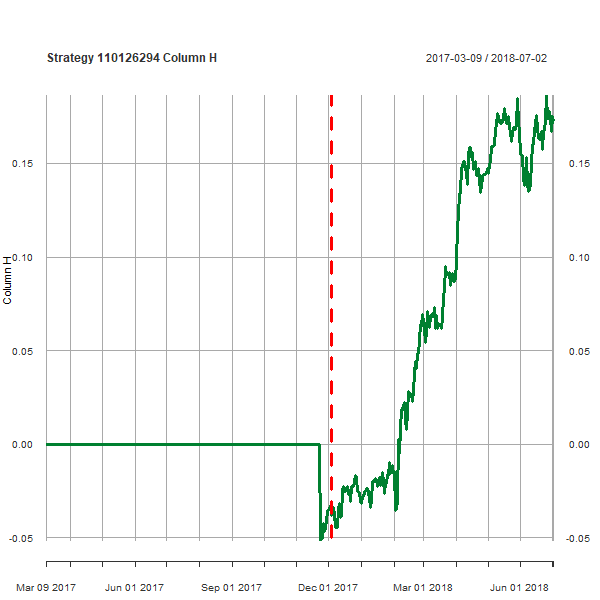 Strategy 110126294 Column H
2017-03-09 / 2018-07-02
0.15 0.15
0.10 0.10
Column H
0.05 0.05
0.00 0.00
-0.05 -0.05
Mar 09 2017 Jun 01 2017 Sep 01 2017 Dec 01 2017 Mar 01 2018 Jun 01 2018